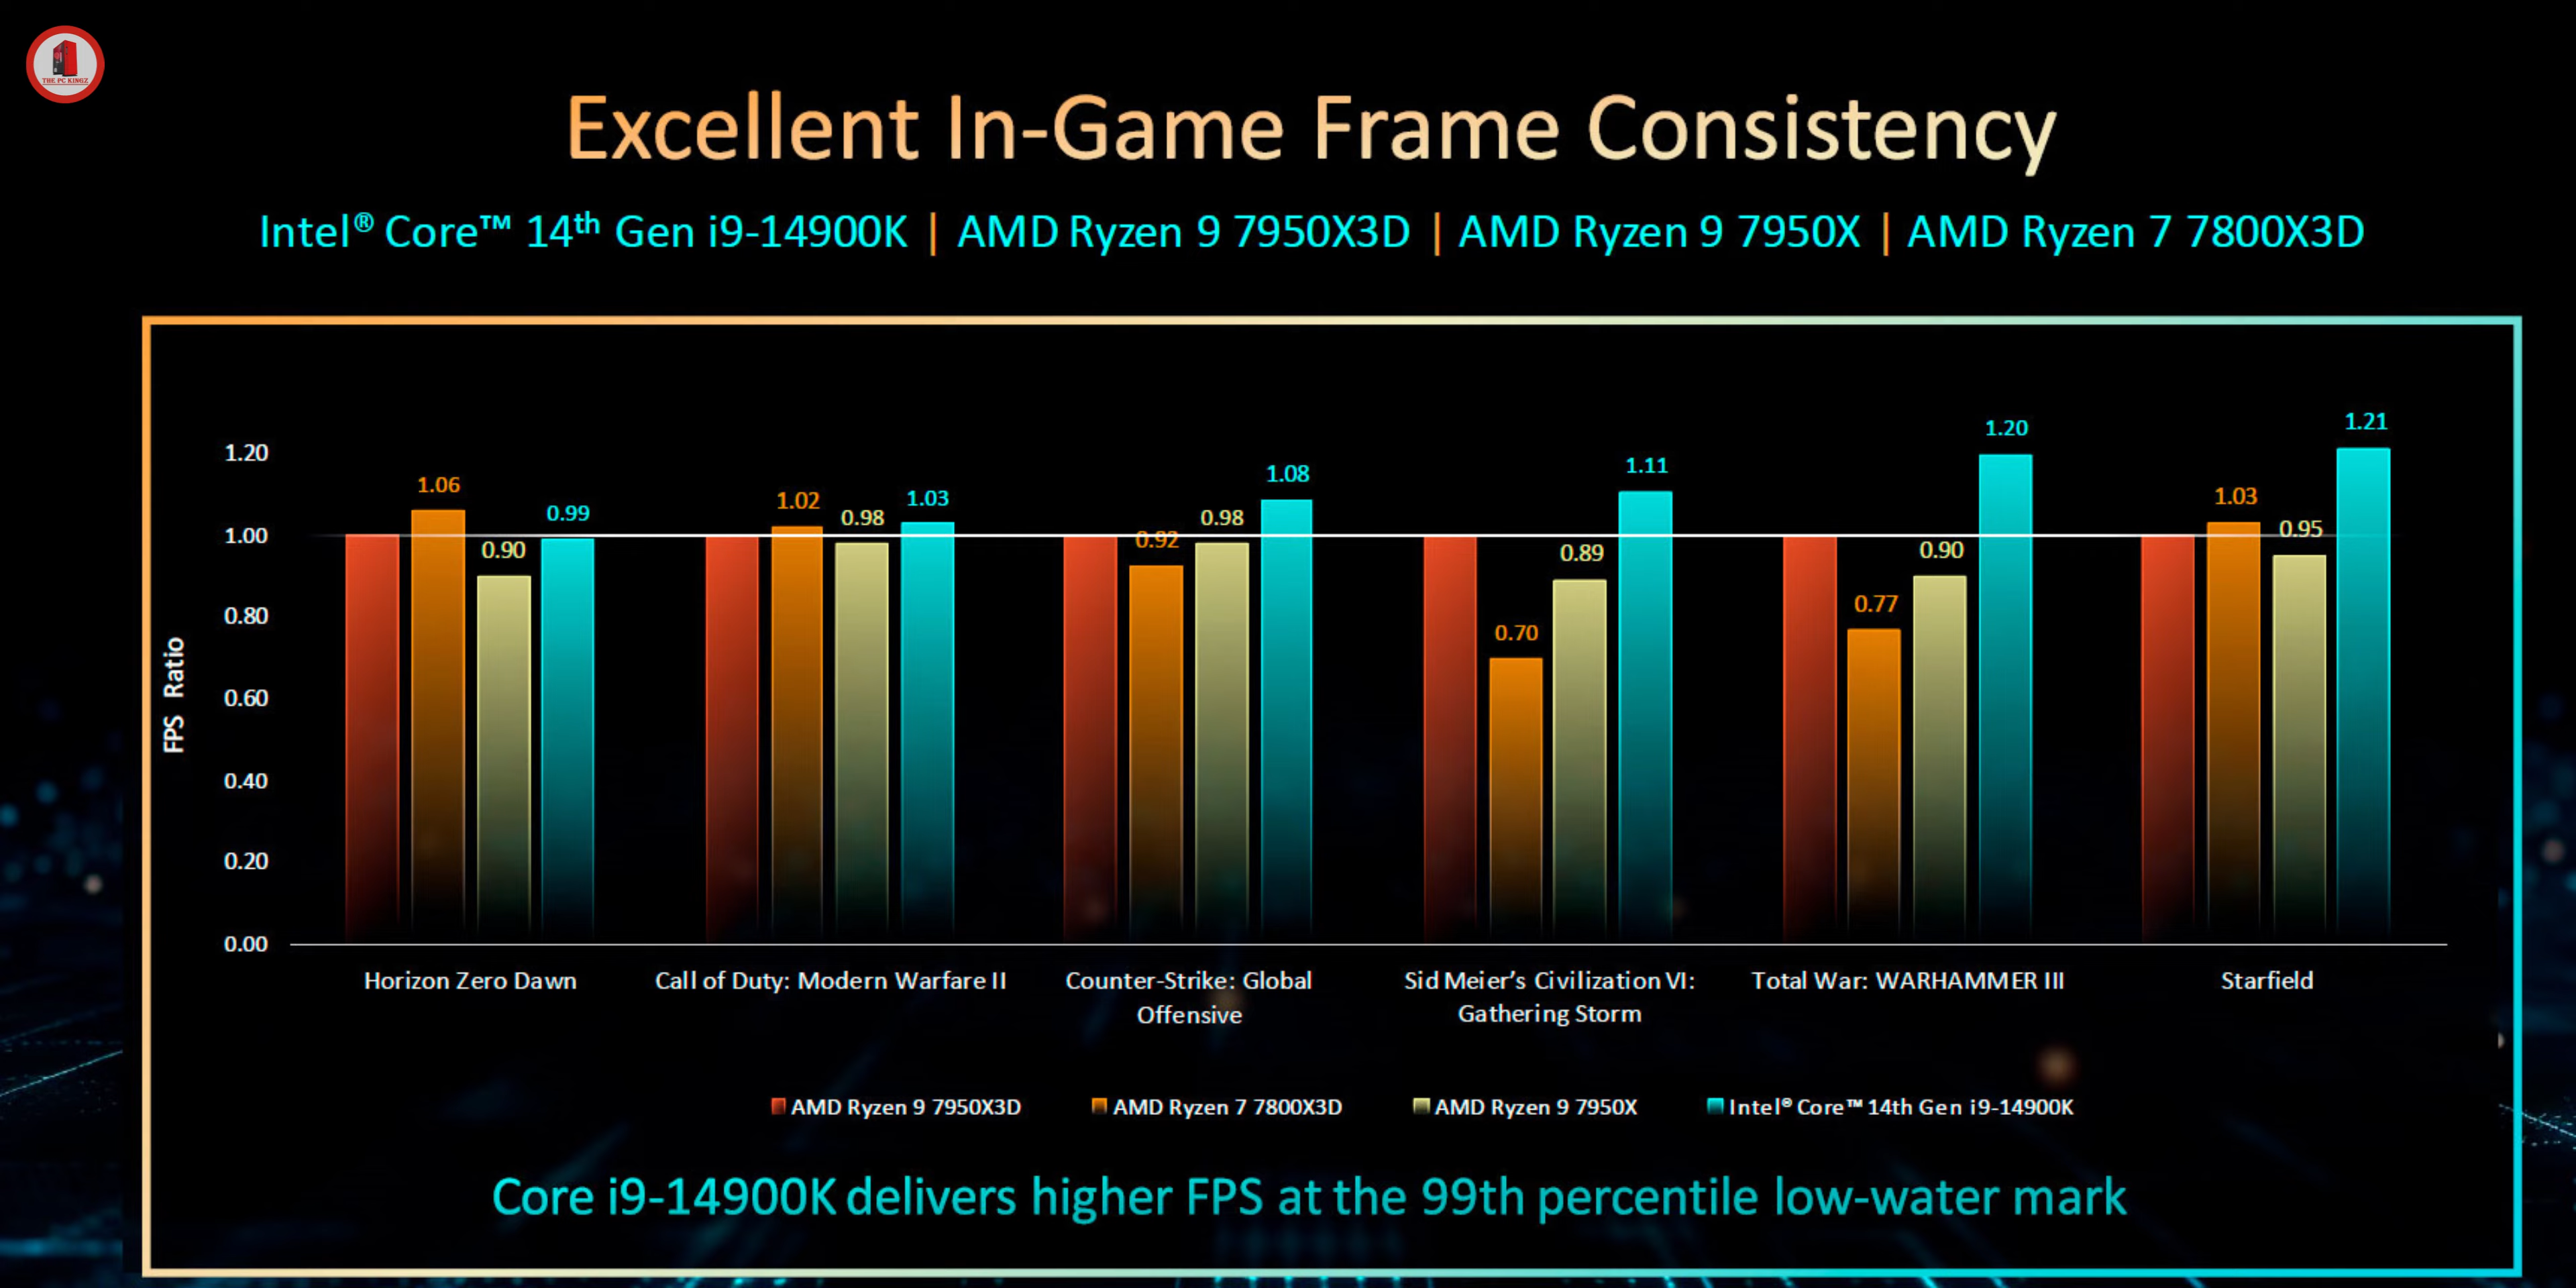 THE PC KINGZ
Excellent In-Game Frame Consistency
Intel® Core™ 14th Gen i9-14900K | AMD Ryzen 9 7950X3D | AMD Ryzen 9 7950X | AMD Ryzen 7 7800X3D
FPS Ratio
1.20
1.00
0.80
0.60
0.40
0.20
0.00
1.06
0.90
0.99
1.02
0.98
1.03
0.92
0.98
1.08
0.70
0.89
1.11
0.77
0.90
1.20
1.03
0.95
1.21
Horizon Zero Dawn
Call of Duty: Modern Warfare II
Counter-Strike: Global
Offensive
Sid Meier’s Civilization VI:
Gathering Storm
Total War: WARHAMMER III
Starfield
AMD Ryzen 9 7950X3D
AMD Ryzen 7 7800X3D
AMD Ryzen 9 7950X
Intel® Core™ 14th Gen i9-14900K
Core i9-14900K delivers higher FPS at the 99th percentile low-water mark